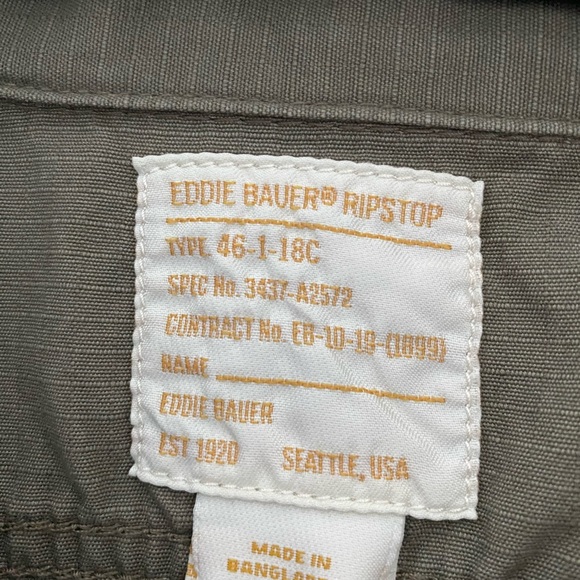 EDDIE BAUER® RIPSTOP
TYPE 46-1-18C
SPEC No. 3437-A2572
CONTRACT No. EB-10-19-(1899)
NAME
EDDIE BAUER
EST 1920 SEATTLE, USA
MADE IN